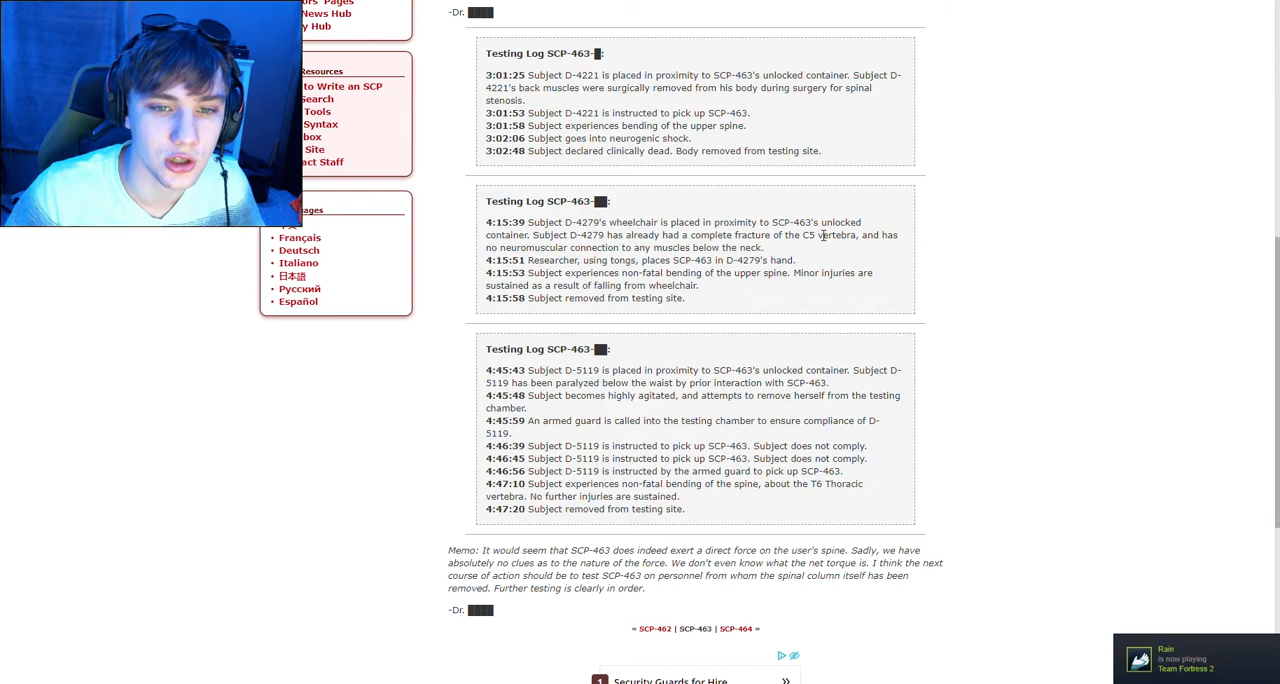 ors' Pages
News Hub
y Hub
Resources
to Write an SCP
Search
Tools
Syntax
box
Site
act Staff
uages
中文
Français
Deutsch
Italiano
日本語
Русский
Español
-Dr. ████
Testing Log SCP-463-█:
3:01:25 Subject D-4221 is placed in proximity to SCP-463's unlocked container. Subject D-
4221's back muscles were surgically removed from his body during surgery for spinal
stenosis.
3:01:53 Subject D-4221 is instructed to pick up SCP-463.
3:01:58 Subject experiences bending of the upper spine.
3:02:06 Subject goes into neurogenic shock.
3:02:48 Subject declared clinically dead. Body removed from testing site.
Testing Log SCP-463-██:
4:15:39 Subject D-4279's wheelchair is placed in proximity to SCP-463's unlocked
container. Subject D-4279 has already had a complete fracture of the C5 vertebra, and has
no neuromuscular connection to any muscles below the neck.
4:15:51 Researcher, using tongs, places SCP-463 in D-4279's hand.
4:15:53 Subject experiences non-fatal bending of the upper spine. Minor injuries are
sustained as a result of falling from wheelchair.
4:15:58 Subject removed from testing site.
Testing Log SCP-463-██:
4:45:43 Subject D-5119 is placed in proximity to SCP-463's unlocked container. Subject D-
5119 has been paralyzed below the waist by prior interaction with SCP-463.
4:45:48 Subject becomes highly agitated, and attempts to remove herself from the testing
chamber.
4:45:59 An armed guard is called into the testing chamber to ensure compliance of D-
5119.
4:46:39 Subject D-5119 is instructed to pick up SCP-463. Subject does not comply.
4:46:45 Subject D-5119 is instructed to pick up SCP-463. Subject does not comply.
4:46:56 Subject D-5119 is instructed by the armed guard to pick up SCP-463.
4:47:10 Subject experiences non-fatal bending of the spine, about the T6 Thoracic
vertebra. No further injuries are sustained.
4:47:20 Subject removed from testing site.
Memo: It would seem that SCP-463 does indeed exert a direct force on the user's spine. Sadly, we have
absolutely no clues as to the nature of the force. We don't even know what the net torque is. I think the next
course of action should be to test SCP-463 on personnel from whom the spinal column itself has been
removed. Further testing is clearly in order.
-Dr. ████
« SCP-462 | SCP-463 | SCP-464 »
1 Security Guards for Hire »
Rain
is now playing
Team Fortress 2